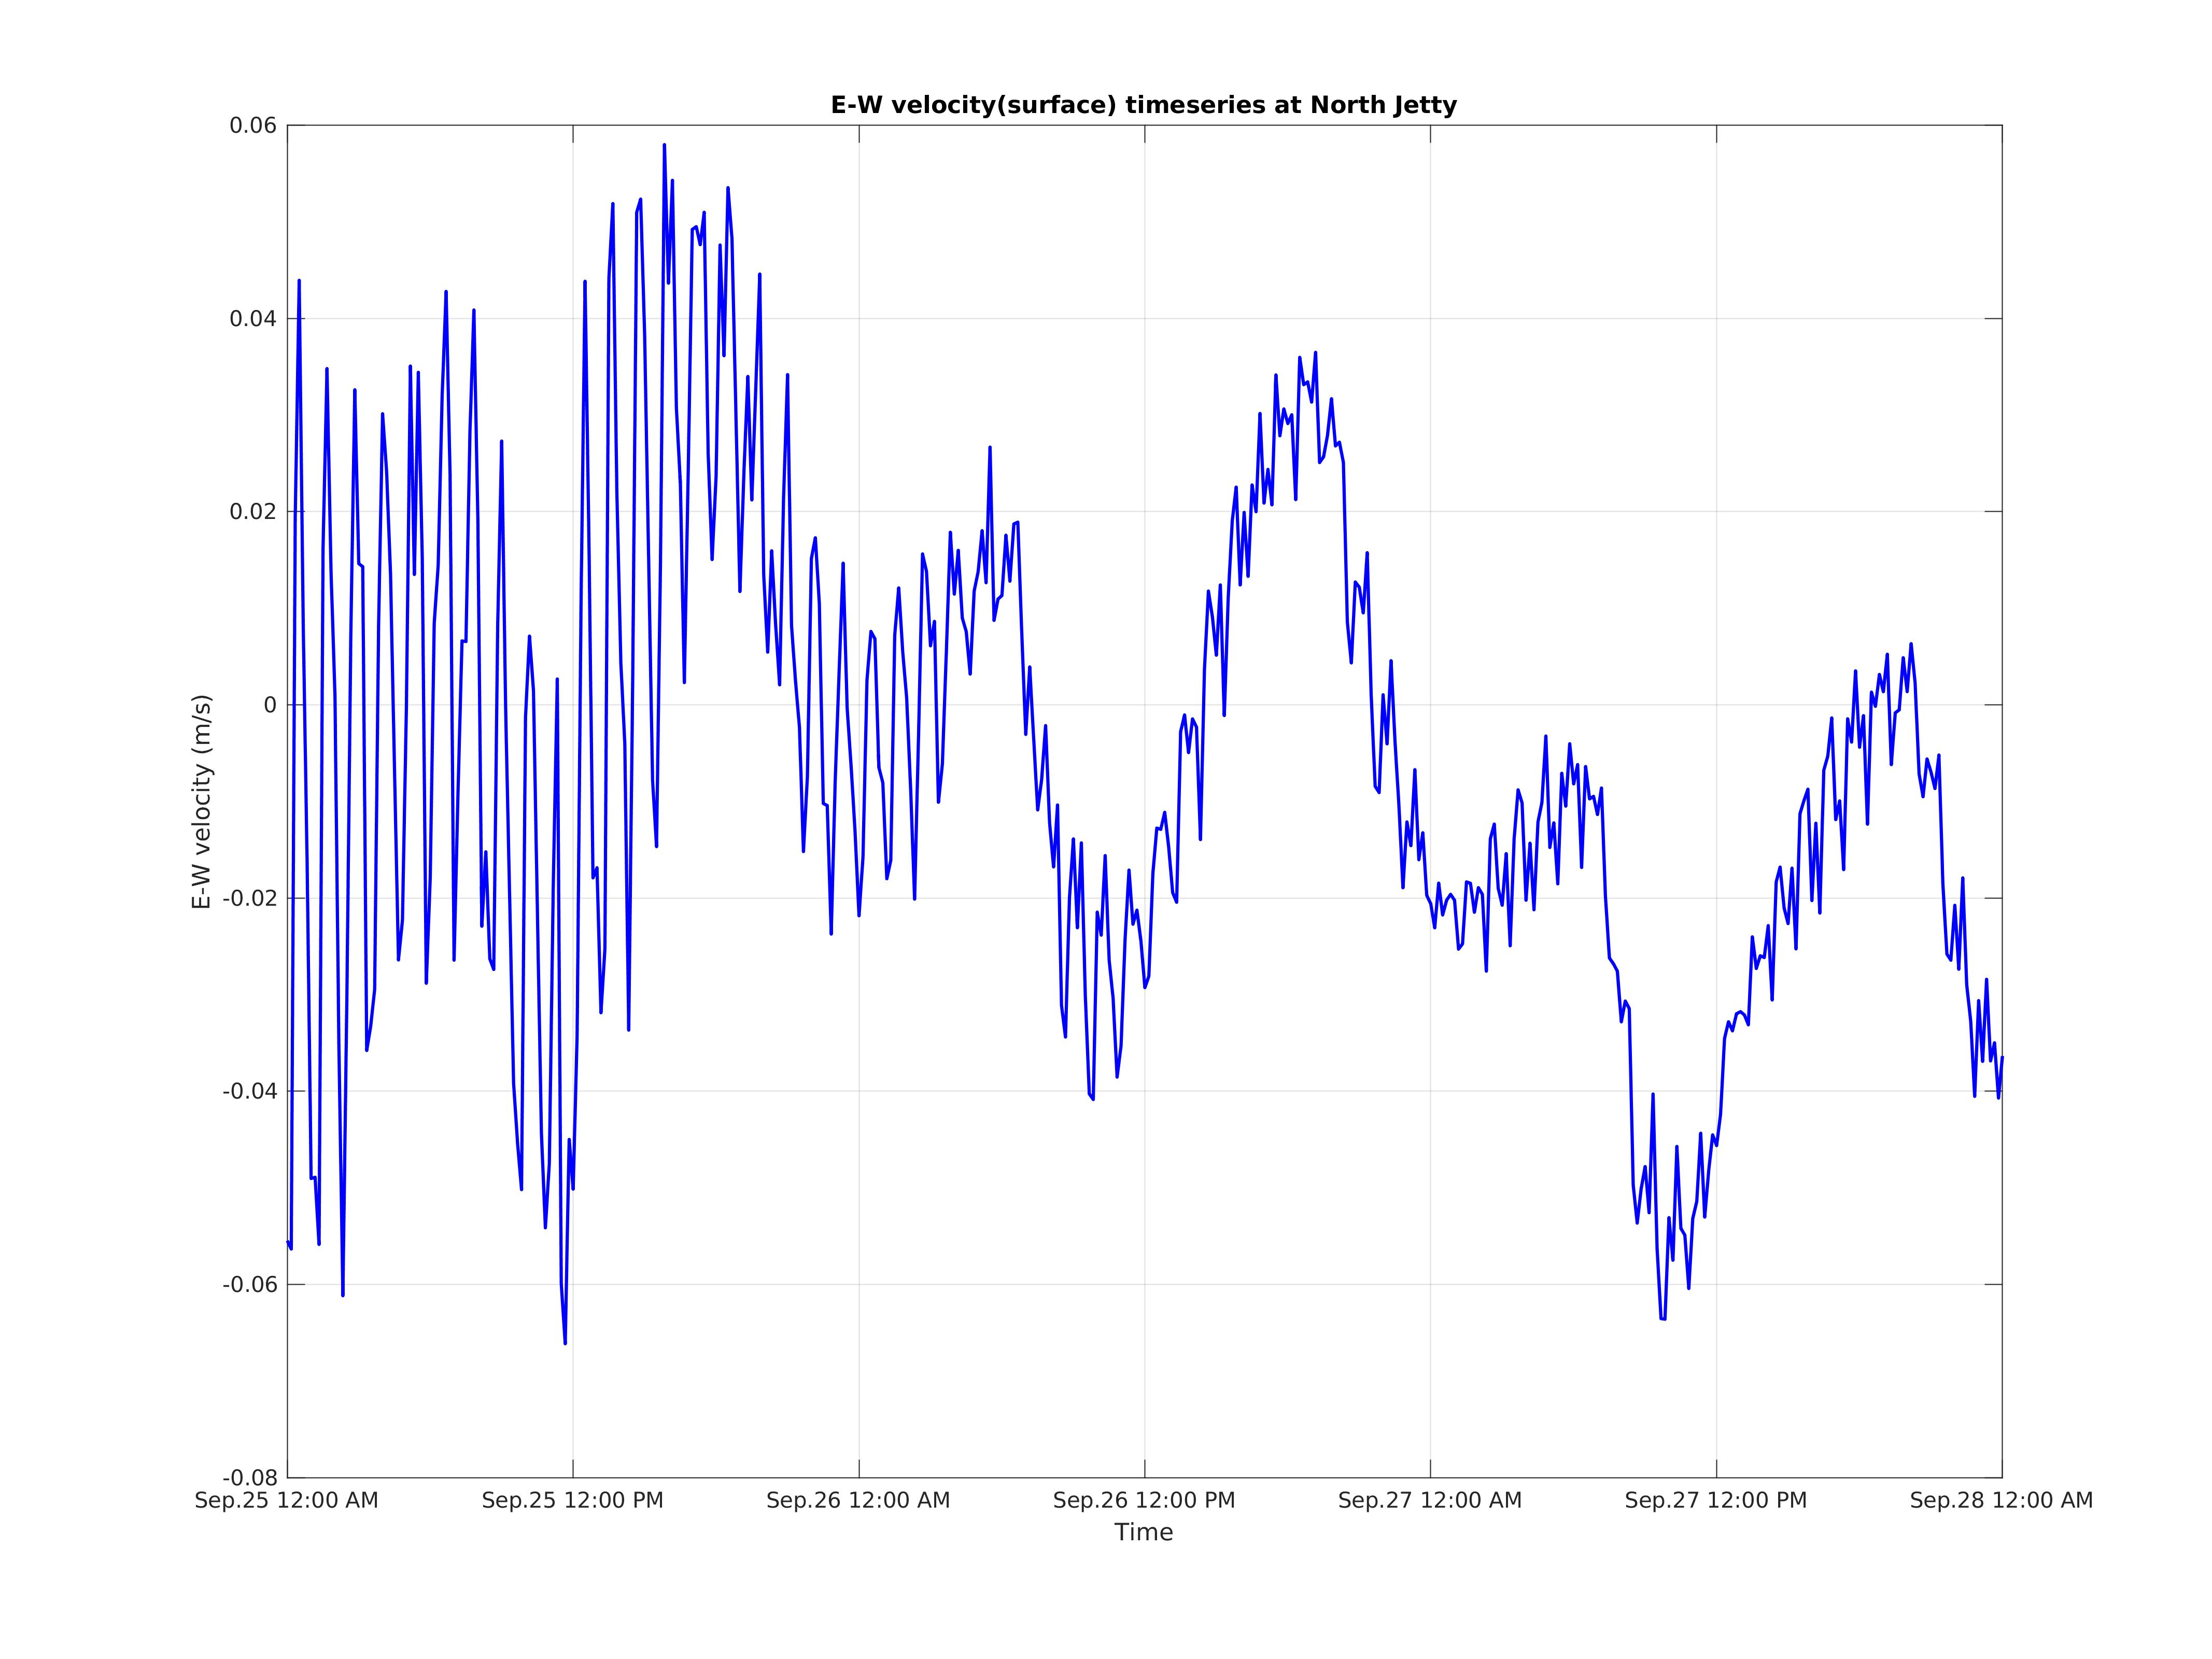 E-W velocity(surface) timeseries at North Jetty
0.06
0.04
0.02
0
-0.02
-0.04
-0.06
-0.08
E-W velocity (m/s)
Sep.25 12:00 AM
Sep.25 12:00 PM
Sep.26 12:00 AM
Sep.26 12:00 PM
Sep.27 12:00 AM
Sep.27 12:00 PM
Sep.28 12:00 AM
Time